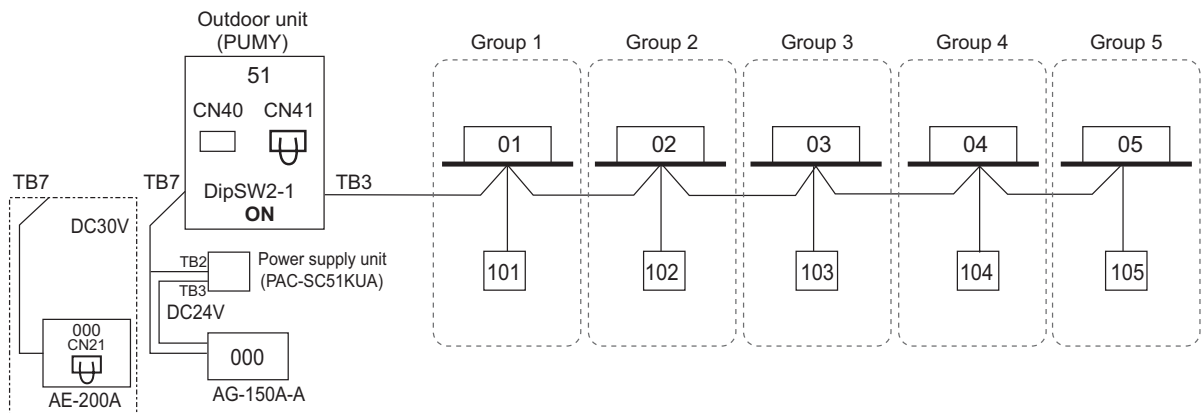 Outdoor unit
(PUMY)
51
CN40 CN41
DipSW2-1
ON
TB7
TB7
TB3
DC30V
000
CN21
AE-200A
TB2
TB3
Power supply unit
(PAC-SC51KUA)
DC24V
000
AG-150A-A
Group 1 Group 2 Group 3 Group 4 Group 5
01 02 03 04 05
101 102 103 104 105